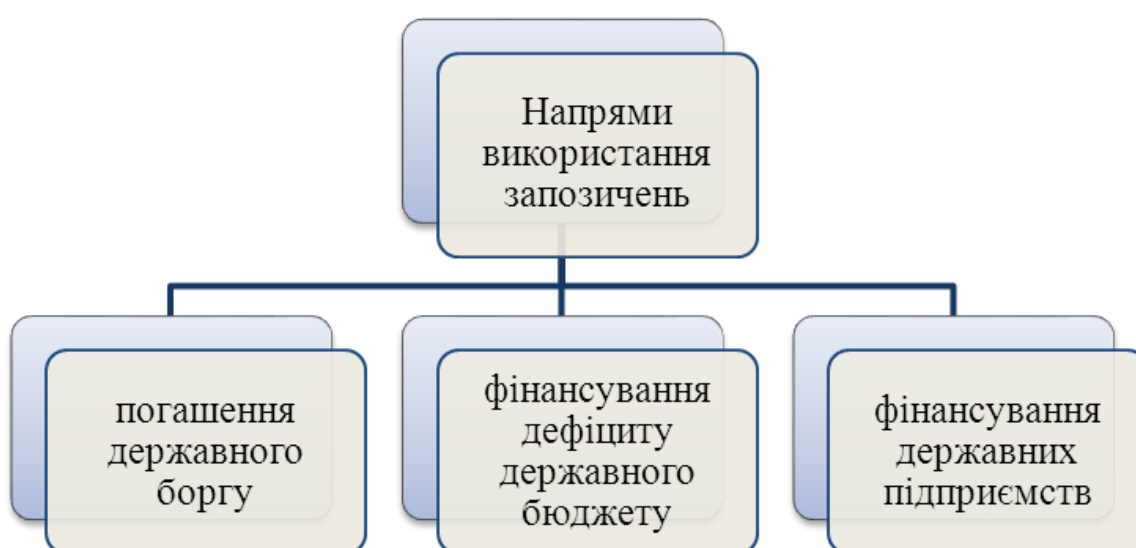 Напрями
використання
запозичень
погашення
державного
боргу
фінансування
дефіциту
державного
бюджету
фінансування
державних
підприємств